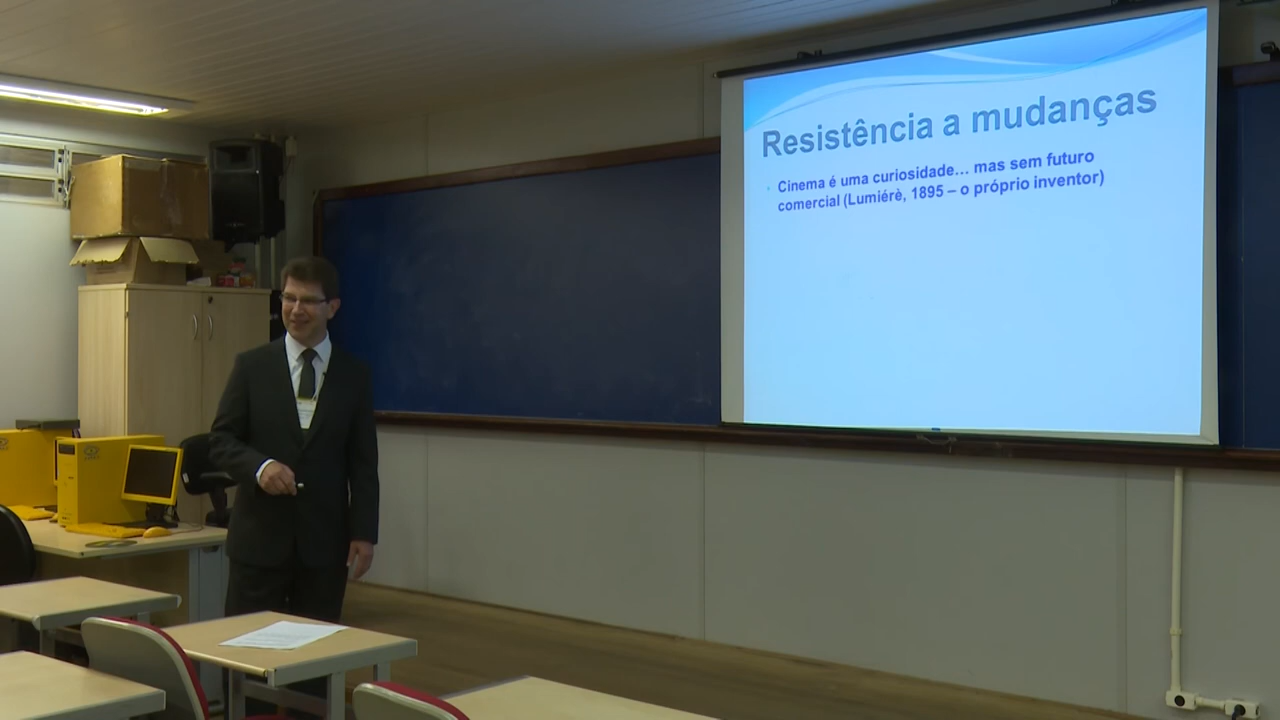 Resistência a mudanças
Cinema é uma curiosidade... mas sem futuro
comercial (Lumiérè, 1895 – o próprio inventor)